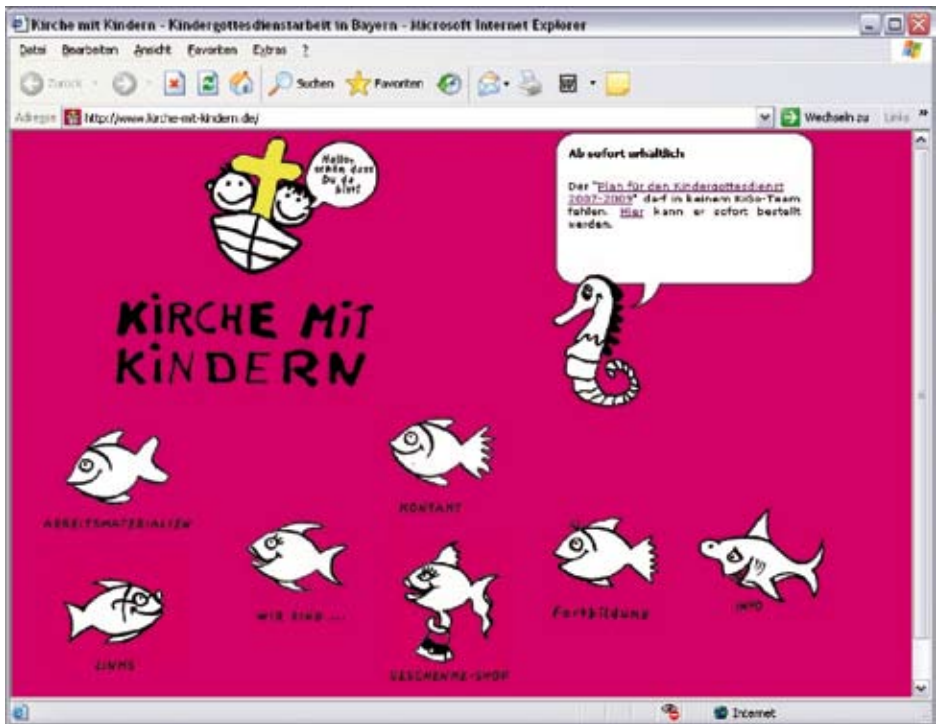 Kirche mit Kindern - Kindergottesdienstarbeit in Bayern - Microsoft Internet Explorer
Datei Bearbeiten Ansicht Favoriten Extras ?
Zurück Suchen Favoriten
Adresse http://www.kirche-mit-kindern.de/ Wechseln zu Links
Hallo,
schön dass
Du da
bist!
Ab sofort erhältlich
Der "Plan für den Kindergottesdienst
2007-2009" darf in keinem KiGo-Team
fehlen. Hier kann er sofort bestellt
werden.
KiRCHE MiT
KiNDERN
KONTAKT
ARBEITSMATERIALIEN
WIR SIND ...
Fortbildung
INFO
LINKS
GESCHENKE-SHOP
Internet